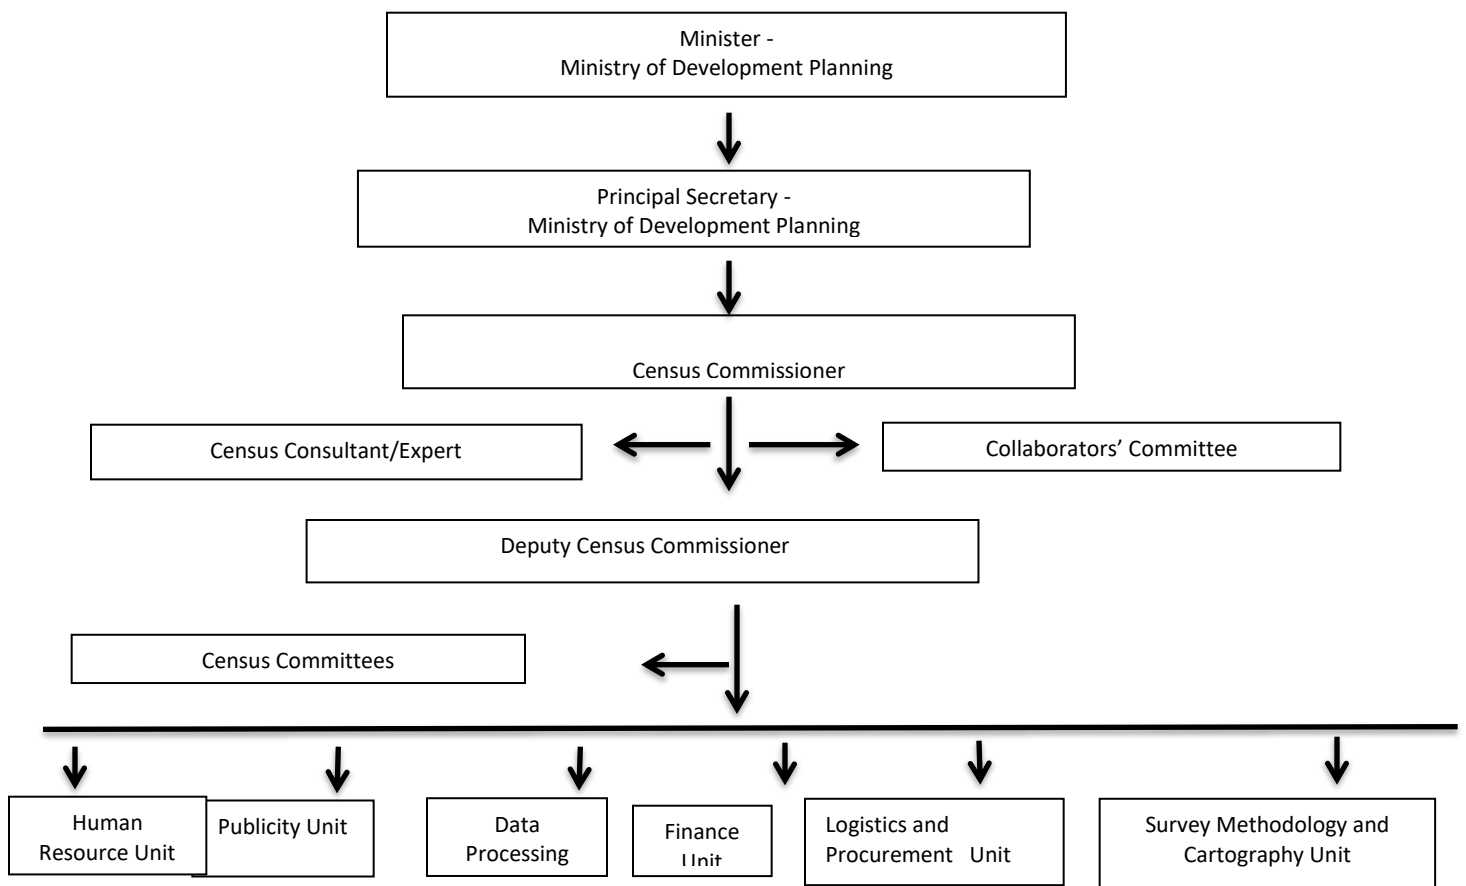 Minister -
Ministry of Development Planning
Principal Secretary -
Ministry of Development Planning
Census Commissioner
Census Consultant/Expert
Collaborators’ Committee
Deputy Census Commissioner
Census Committees
Human
Resource Unit
Publicity Unit
Data
Processing
Finance
Unit
Logistics and
Procurement Unit
Survey Methodology and
Cartography Unit